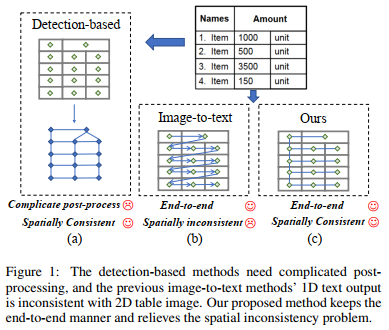 Detection-based
Names Amount
1. Item 1000 unit
2. Item 500 unit
3. Item 3500 unit
4. Item 150 unit
Image-to-text
Ours
Complicate post-process
Spatially Consistent
(a)
End-to-end
Spatially inconsistent
(b)
End-to-end
Spatially Consistent
(c)
Figure 1: The detection-based methods need complicated post-
processing, and the previous image-to-text methods' 1D text output
is inconsistent with 2D table image. Our proposed method keeps the
end-to-end manner and relieves the spatial inconsistency problem.